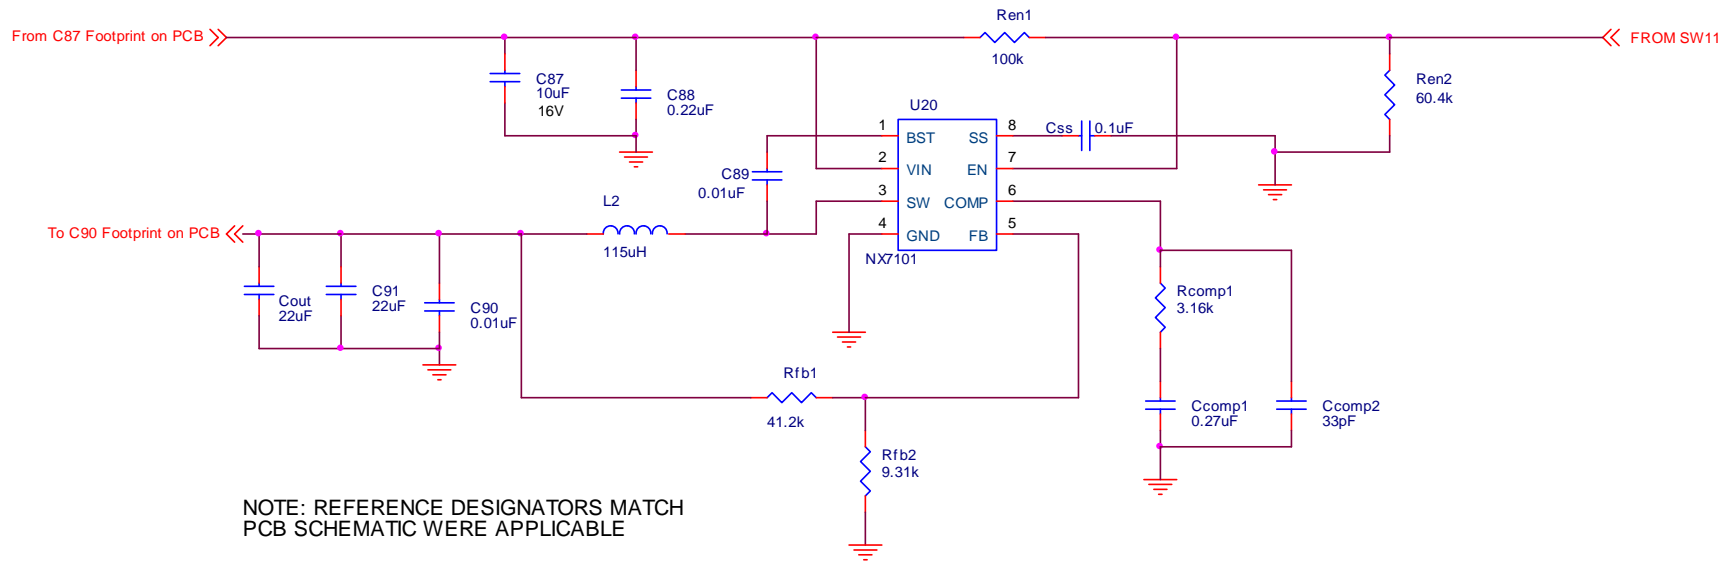 From C87 Footprint on PCB
Ren1
100k
FROM SW11
C87
10uF
16V
C88
0.22uF
Ren2
60.4k
U20
1
BST
2
VIN
3
SW
4
GND
8
SS
7
EN
6
COMP
5
FB
NX7101
Css
0.1uF
C89
0.01uF
L2
115uH
To C90 Footprint on PCB
Cout
22uF
C91
22uF
C90
0.01uF
Rcomp1
3.16k
Rfb1
41.2k
Ccomp1
0.27uF
Ccomp2
33pF
Rfb2
9.31k
NOTE: REFERENCE DESIGNATORS MATCH
PCB SCHEMATIC WERE APPLICABLE